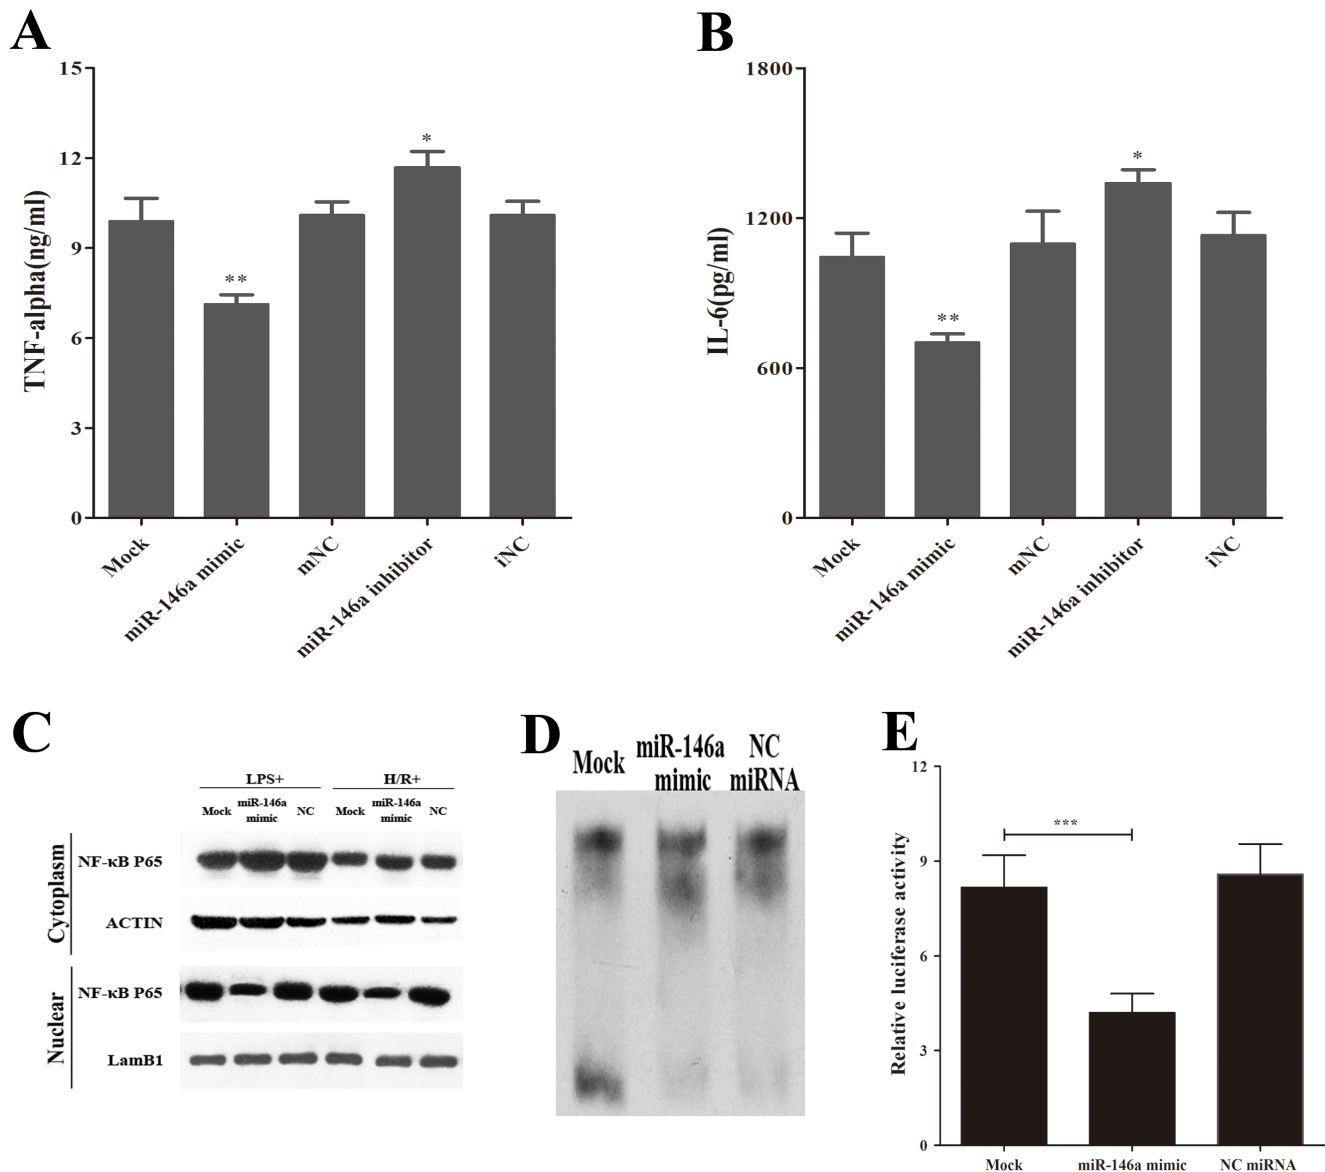 A
15
12
9
6
3
0
TNF-alpha(ng/ml)
**
*
Mock
miR-146a mimic
mNC
miR-146a inhibitor
iNC
B
1800
1200
600
0
IL-6(pg/ml)
**
*
Mock
miR-146a mimic
mNC
miR-146a inhibitor
iNC
C
LPS+
H/R+
Mock
miR-146a
mimic
NC
Mock
miR-146a
mimic
NC
Cytoplasm
NF-κB P65
ACTIN
Nuclear
NF-κB P65
LamB1
D
Mock
miR-146a
mimic
NC
miRNA
E
12
9
6
3
0
Relative luciferase activity
***
Mock
miR-146a mimic
NC miRNA